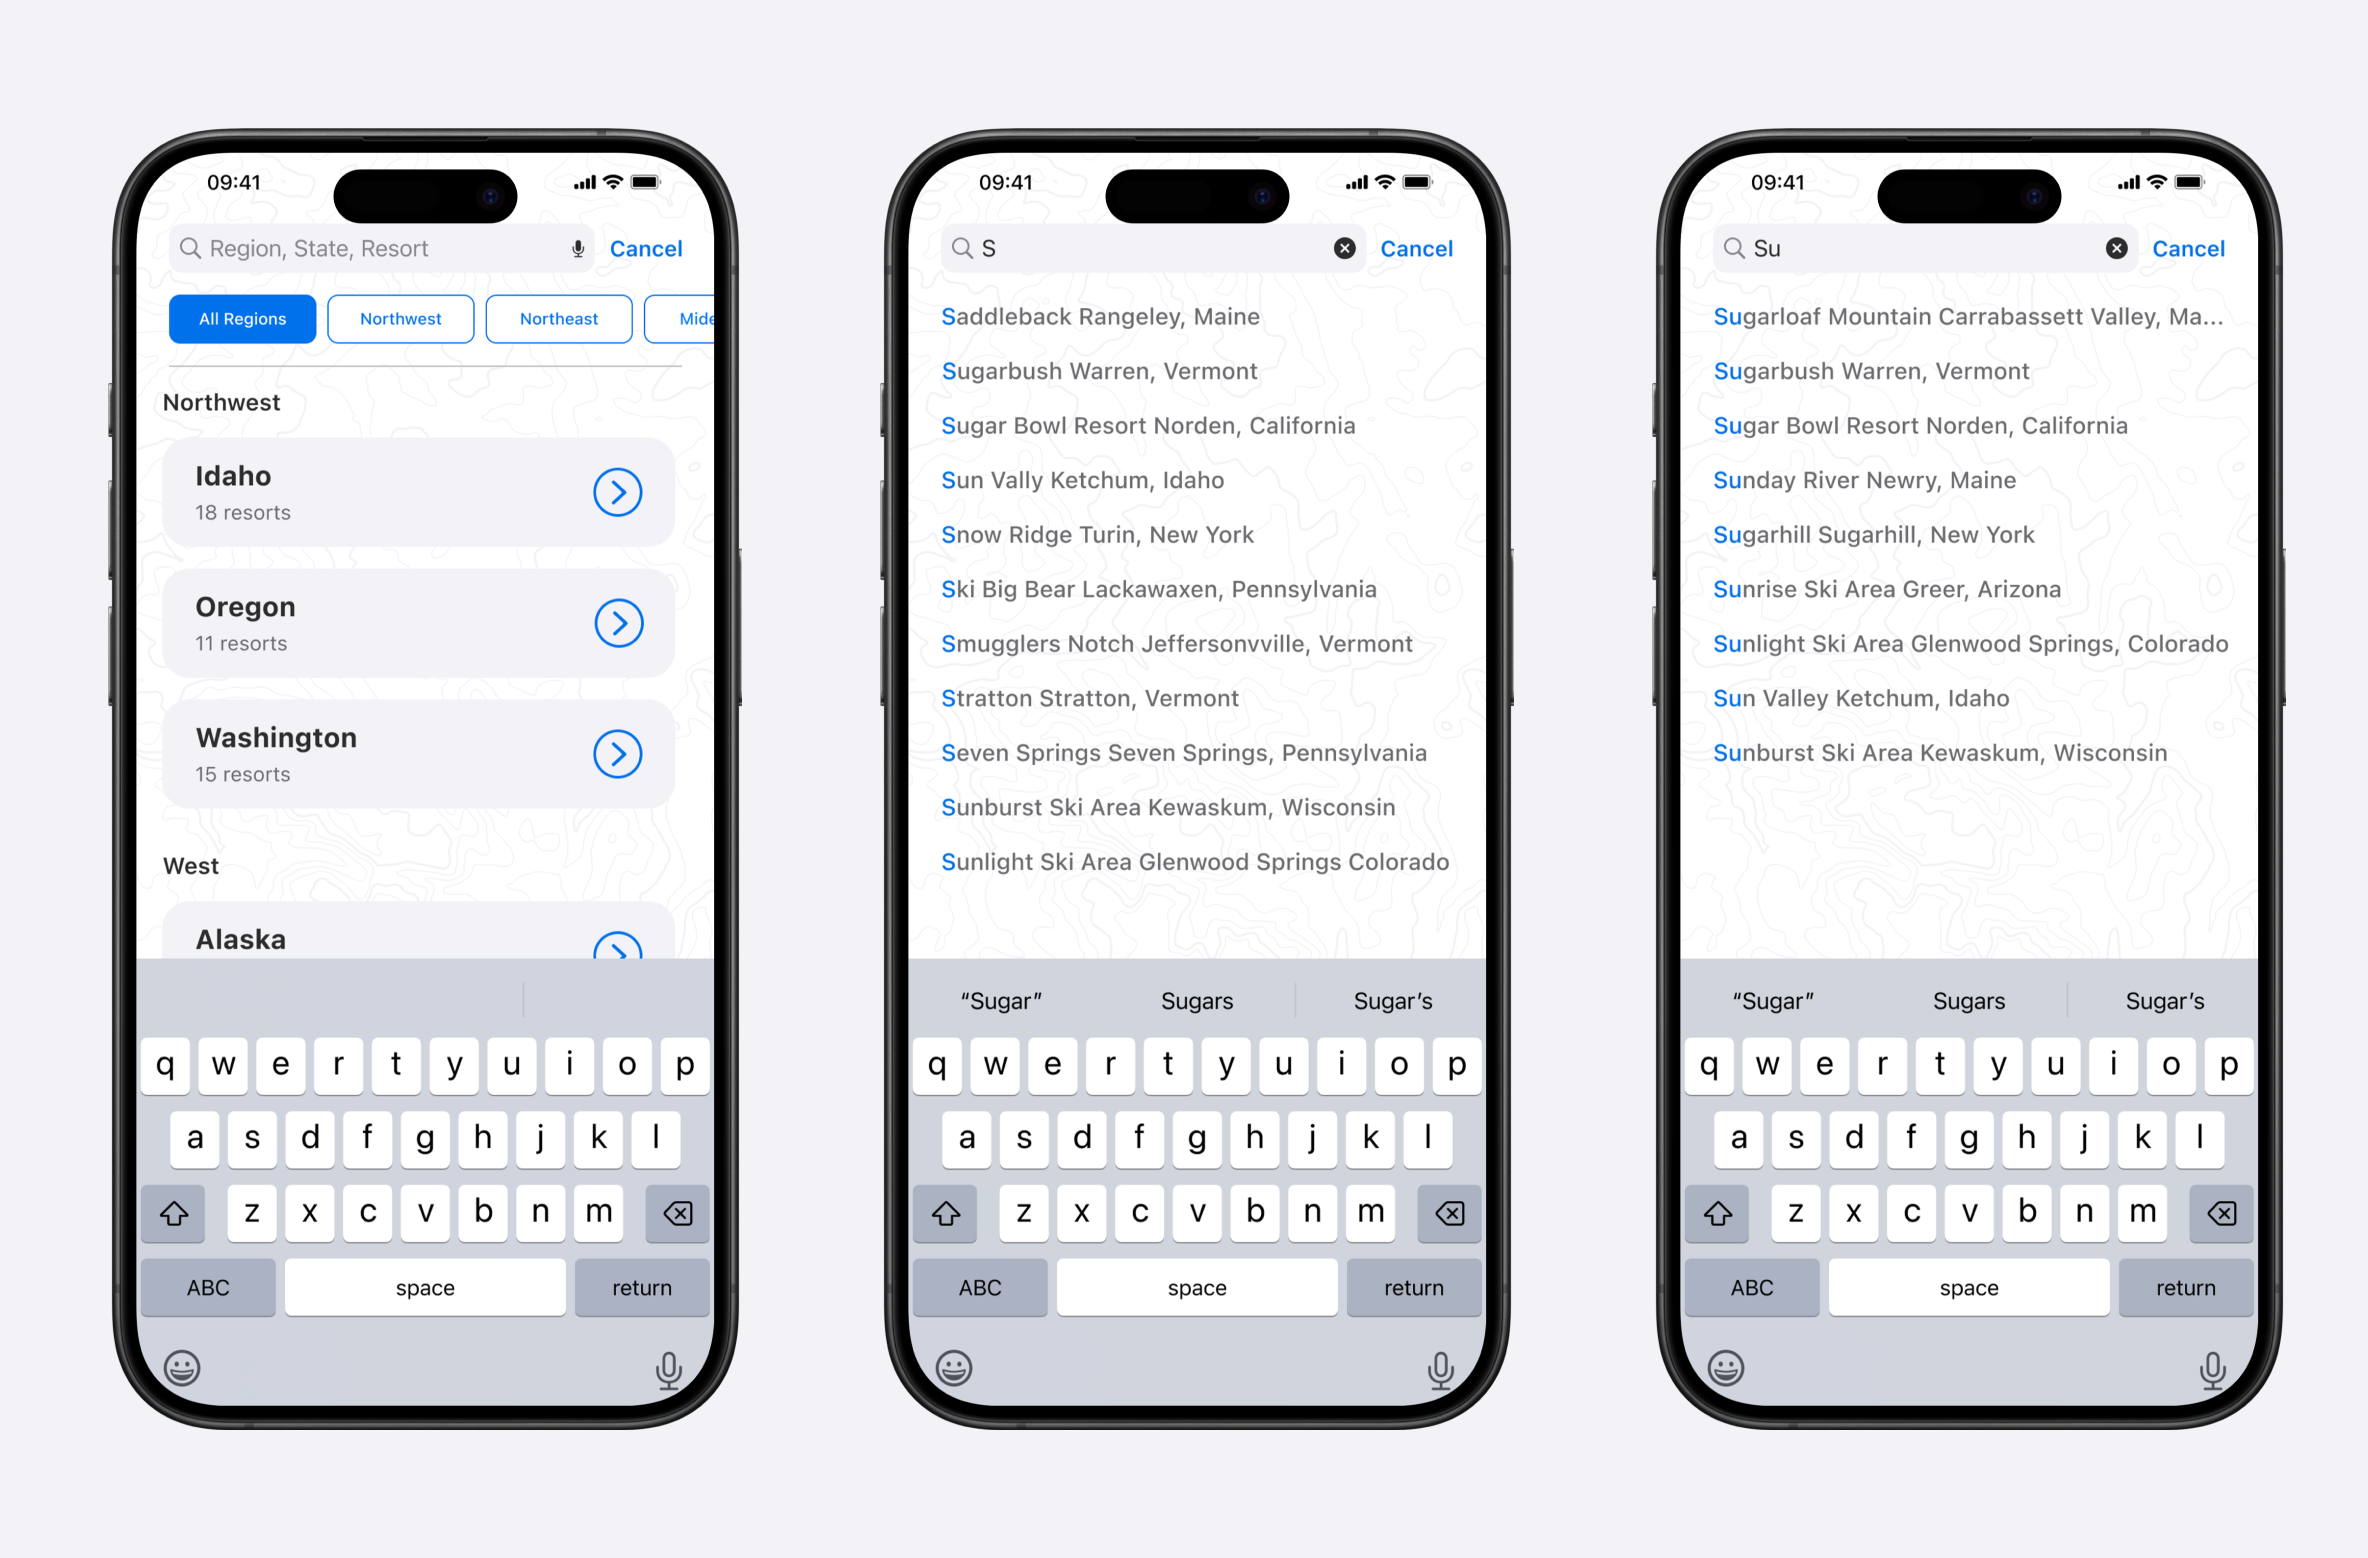 09:41
Region, State, Resort
Cancel
All Regions
Northwest
Northeast
Mide
Northwest
Idaho
18 resorts
Oregon
11 resorts
Washington
15 resorts
West
Alaska
q w e r t y u i o p
a s d f g h j k l
z x c v b n m
ABC space return
09:41
S
Cancel
Saddleback Rangeley, Maine
Sugarbush Warren, Vermont
Sugar Bowl Resort Norden, California
Sun Vally Ketchum, Idaho
Snow Ridge Turin, New York
Ski Big Bear Lackawaxen, Pennsylvania
Smugglers Notch Jeffersonvville, Vermont
Stratton Stratton, Vermont
Seven Springs Seven Springs, Pennsylvania
Sunburst Ski Area Kewaskum, Wisconsin
Sunlight Ski Area Glenwood Springs Colorado
“Sugar” Sugars Sugar’s
q w e r t y u i o p
a s d f g h j k l
z x c v b n m
ABC space return
09:41
Su
Cancel
Sugarloaf Mountain Carrabassett Valley, Ma...
Sugarbush Warren, Vermont
Sugar Bowl Resort Norden, California
Sunday River Newry, Maine
Sugarhill Sugarhill, New York
Sunrise Ski Area Greer, Arizona
Sunlight Ski Area Glenwood Springs, Colorado
Sun Valley Ketchum, Idaho
Sunburst Ski Area Kewaskum, Wisconsin
“Sugar” Sugars Sugar’s
q w e r t y u i o p
a s d f g h j k l
z x c v b n m
ABC space return